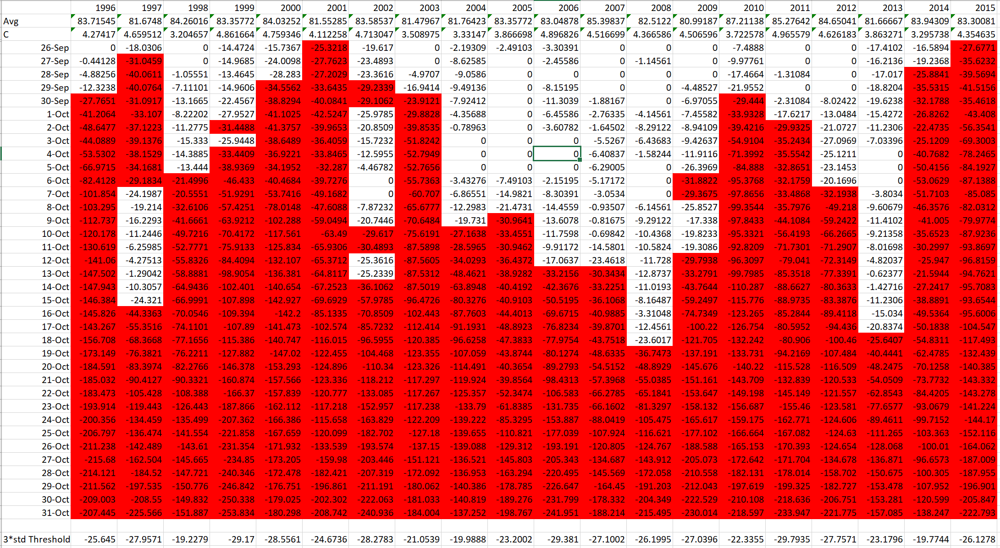 1996 1997 1998 1999 2000 2001 2002 2003 2004 2005 2006 2007 2008 2009 2010 2011 2012 2013 2014 2015
Avg 83.71545 81.6748 84.26016 83.35772 84.03252 81.55285 83.58537 81.47967 81.76423 83.35772 83.04878 85.39837 82.5122 80.99187 87.21138 85.27642 84.65041 81.66667 83.94309 83.30081
C 4.27417 4.659512 3.204657 4.861664 4.759346 4.112258 4.713047 3.508975 3.33147 3.866698 4.896826 4.516699 4.366586 4.506596 3.722578 4.965579 4.626183 3.863271 3.295738 4.354635
26-Sep 0 -18.0306 0 -14.4724 -15.7367 -25.3218 -19.617 0 -2.19309 -2.49103 -3.30391 0 0 0 -7.4888 0 0 -17.4102 -16.5894 -27.6771
27-Sep -0.44128 -31.0459 0 -14.9685 -24.0098 -27.7623 -23.4893 0 -8.62585 0 -2.45586 0 -1.14561 0 -9.97761 0 0 -16.2136 -19.2368 -35.6232
28-Sep -4.88256 -40.0611 -1.05551 -13.4645 -28.283 -27.2029 -23.3616 -4.9707 -9.0586 0 0 0 0 0 -17.4664 -1.31084 0 -17.017 -25.8841 -39.5694
29-Sep -12.3238 -40.0764 -7.11101 -14.9606 -34.5562 -33.6435 -29.2339 -16.9414 -9.49136 0 -8.15195 0 0 -4.48527 -21.9552 0 0 -18.8204 -35.5315 -41.5156
30-Sep -27.7651 -31.0917 -13.1665 -22.4567 -38.8294 -40.0841 -29.1062 -23.9121 -7.92412 0 -11.3039 -1.88167 0 -6.97055 -29.444 -2.31084 -8.02422 -19.6238 -32.1788 -35.4618
1-Oct -41.2064 -33.107 -8.22202 -27.9527 -41.1025 -42.5247 -25.9785 -29.8828 -4.35688 0 -6.45586 -2.76335 -4.14561 -7.45582 -33.9328 -17.6217 -13.0484 -15.4272 -26.8262 -43.408
2-Oct -48.6477 -37.1223 -11.2775 -31.4488 -41.3757 -39.9653 -20.8509 -39.8535 -0.78963 0 -3.60782 -1.64502 -8.29122 -8.94109 -39.4216 -29.9325 -21.0727 -11.2306 -22.4735 -56.3541
3-Oct -44.0889 -39.1376 -15.333 -25.9448 -38.6489 -36.4059 -15.7232 -51.8242 0 0 0 -5.5267 -6.43683 -9.42637 -54.9104 -35.2434 -27.0969 -7.03396 -25.1209 -69.3003
4-Oct -53.5302 -38.1529 -14.3885 -33.4409 -36.9221 -33.8465 -12.5955 -52.7949 0 0 0 -6.40837 -1.58244 -11.9116 -71.3992 -35.5542 -25.1211 0 -40.7682 -78.2465
5-Oct -66.9715 -34.1681 -13.444 -38.9369 -34.1952 -32.287 -4.46782 -52.7656 0 0 0 -6.29005 0 -26.3969 -84.888 -32.8651 -23.1453 0 -50.4156 -84.1927
6-Oct -82.4128 -29.1834 -21.4996 -46.433 -40.4684 -39.7276 0 -55.7363 -3.43276 -7.49103 -2.15195 -5.17172 0 -31.8822 -95.3768 -32.1759 -20.1696 0 -53.0629 -87.1388
7-Oct -101.854 -24.1987 -20.5551 -51.9291 -53.7416 -49.1682 0 -60.707 -6.86551 -14.9821 -8.30391 -3.0534 0 -29.3675 -97.8656 -33.4868 -32.1938 -3.8034 -51.7103 -85.085
8-Oct -103.295 -19.214 -32.6106 -57.4251 -78.0148 -47.6088 -7.87232 -65.6777 -12.2983 -21.4731 -14.4559 -0.93507 -6.14561 -25.8527 -99.3544 -35.7976 -49.218 -9.60679 -46.3576 -82.0312
9-Oct -112.737 -16.2293 -41.6661 -63.9212 -102.288 -59.0494 -20.7446 -70.6484 -19.731 -30.9641 -13.6078 -0.81675 -9.29122 -17.338 -97.8433 -44.1084 -59.2422 -11.4102 -41.005 -79.9774
10-Oct -120.178 -11.2446 -49.7216 -70.4172 -117.561 -63.49 -29.617 -75.6191 -27.1638 -33.4551 -11.7598 -0.69842 -10.4368 -19.8233 -95.3321 -56.4193 -66.2665 -9.21358 -35.6523 -87.9236
11-Oct -130.619 -6.25985 -52.7771 -75.9133 -125.834 -65.9306 -30.4893 -87.5898 -28.5965 -30.9462 -9.91172 -14.5801 -10.5824 -19.3086 -92.8209 -71.7301 -71.2907 -8.01698 -30.2997 -93.8697
12-Oct -141.06 -4.27513 -55.8326 -84.4094 -132.107 -65.3712 -25.3616 -87.5605 -34.0293 -36.4372 -17.0637 -23.4618 -11.728 -29.7938 -96.3097 -79.041 -72.3149 -4.82037 -25.947 -96.8159
13-Oct -147.502 -1.29042 -58.8881 -98.9054 -136.381 -64.8117 -25.2339 -87.5312 -48.4621 -38.9282 -33.2156 -30.3434 -12.8737 -33.2791 -99.7985 -85.3518 -77.3391 -0.62377 -21.5944 -94.7621
14-Oct -147.943 -10.3057 -64.9436 -102.401 -140.654 -67.2523 -36.1062 -87.5019 -63.8948 -40.4192 -42.3676 -33.2251 -11.0193 -43.7644 -110.287 -88.6627 -80.3633 -1.42716 -27.2417 -95.7083
15-Oct -146.384 -24.321 -66.9991 -107.898 -142.927 -69.6929 -57.9785 -96.4726 -80.3276 -40.9103 -50.5195 -36.1068 -8.16487 -59.2497 -115.776 -88.9735 -83.3876 -11.2306 -38.8891 -93.6544
16-Oct -145.826 -44.3363 -70.0546 -109.394 -142.2 -85.1335 -70.8509 -102.443 -87.7603 -44.4013 -69.6715 -40.9885 -3.31048 -74.7349 -123.265 -85.2844 -89.4118 -15.034 -49.5364 -95.6006
17-Oct -143.267 -55.3516 -74.1101 -107.89 -141.473 -102.574 -85.7232 -112.414 -91.1931 -48.8923 -76.8234 -39.8701 -12.4561 -100.22 -126.754 -80.5952 -94.436 -20.8374 -50.1838 -104.547
18-Oct -156.708 -68.3668 -77.1656 -115.386 -140.747 -116.015 -96.5955 -120.385 -96.6258 -47.3833 -77.9754 -43.7518 -23.6017 -121.705 -132.242 -80.906 -100.46 -25.6407 -54.8311 -117.493
19-Oct -173.149 -76.3821 -76.2211 -127.882 -147.02 -122.455 -104.468 -123.355 -107.059 -43.8744 -80.1274 -48.6335 -36.7473 -137.191 -133.731 -94.2169 -107.484 -40.4441 -62.4785 -132.439
20-Oct -184.591 -83.3974 -82.2766 -146.378 -153.293 -124.896 -110.34 -123.326 -114.491 -40.3654 -89.2793 -54.5152 -48.8929 -145.676 -140.22 -115.528 -116.509 -48.2475 -70.1258 -140.385
21-Oct -185.032 -90.4127 -90.3321 -160.874 -157.566 -123.336 -118.212 -117.297 -119.924 -39.8564 -98.4313 -57.3968 -55.0385 -151.161 -143.709 -132.839 -120.533 -54.0509 -73.7732 -143.332
22-Oct -183.473 -105.428 -108.388 -166.37 -157.839 -120.777 -133.085 -117.267 -125.357 -52.3474 -106.583 -66.2785 -65.1841 -153.647 -149.198 -145.149 -121.557 -62.8543 -84.4205 -143.278
23-Oct -193.914 -119.443 -126.443 -187.866 -162.112 -117.218 -152.957 -117.238 -133.79 -61.8385 -131.735 -66.1602 -81.3297 -158.132 -156.687 -155.46 -123.581 -77.6577 -93.0679 -141.224
24-Oct -200.356 -134.459 -135.499 -207.362 -166.386 -115.658 -163.829 -122.209 -139.222 -85.3295 -153.887 -88.0419 -105.475 -165.617 -159.175 -162.771 -124.606 -89.4611 -99.7152 -144.17
25-Oct -206.797 -136.474 -141.554 -221.858 -167.659 -120.099 -182.702 -127.18 -139.655 -110.821 -177.039 -107.924 -116.621 -177.102 -166.664 -167.082 -124.63 -111.265 -103.363 -152.116
26-Oct -211.238 -142.489 -143.61 -231.354 -171.932 -133.539 -193.574 -137.15 -139.088 -129.312 -193.191 -120.805 -124.767 -188.588 -165.153 -170.393 -124.654 -128.068 -100.01 -164.062
27-Oct -215.68 -162.504 -145.665 -234.85 -173.205 -159.98 -203.446 -151.121 -136.521 -145.803 -205.343 -134.687 -143.912 -205.073 -172.642 -171.704 -134.678 -136.871 -96.6573 -187.009
28-Oct -214.121 -184.52 -147.721 -240.346 -172.478 -182.421 -207.319 -172.092 -136.953 -163.294 -220.495 -145.569 -172.058 -210.558 -182.131 -178.014 -158.702 -150.675 -100.305 -187.955
29-Oct -211.562 -197.535 -150.776 -246.842 -176.751 -196.861 -211.191 -180.062 -140.386 -178.785 -226.647 -164.45 -191.203 -212.043 -197.619 -199.325 -182.727 -153.478 -107.952 -196.901
30-Oct -209.003 -208.55 -149.832 -250.338 -179.025 -202.302 -222.063 -181.033 -140.819 -189.276 -231.799 -178.332 -204.349 -222.529 -210.108 -218.636 -206.751 -153.281 -120.599 -205.847
31-Oct -207.445 -225.566 -151.887 -253.834 -180.298 -208.742 -240.936 -184.004 -137.252 -198.767 -241.951 -188.214 -215.495 -230.014 -218.597 -233.947 -221.775 -157.085 -138.247 -222.793
3*std Threshold -25.645 -27.9571 -19.2279 -29.17 -28.5561 -24.6736 -28.2783 -21.0539 -19.9888 -23.2002 -29.381 -27.1002 -26.1995 -27.0396 -22.3355 -29.7935 -27.7571 -23.1796 -19.7744 -26.1278